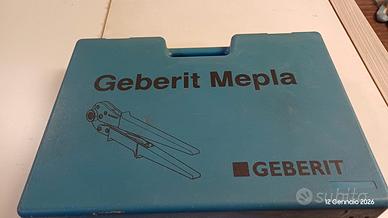 Geberit Mepla
GEBERIT
subito
12 Gennaio 2026